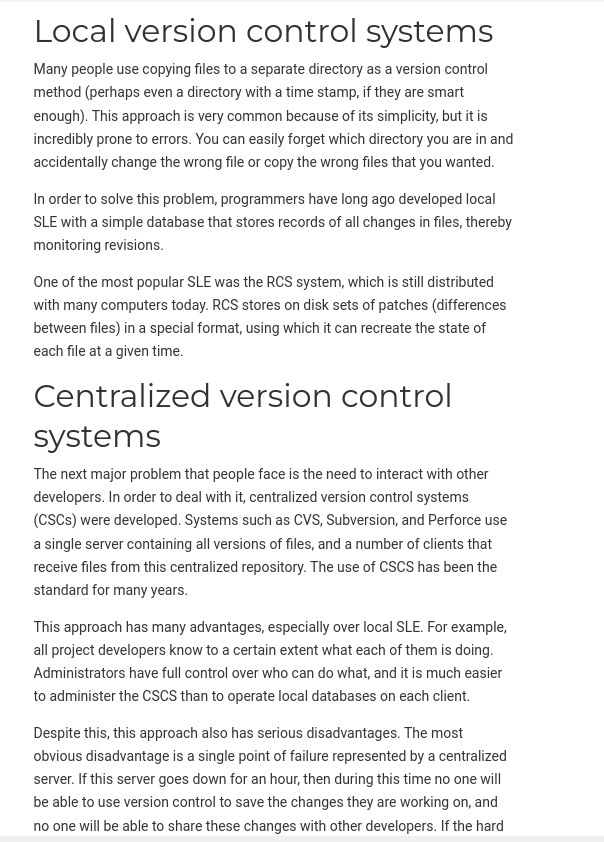 Local version control systems
Many people use copying files to a separate directory as a version control
method (perhaps even a directory with a time stamp, if they are smart
enough). This approach is very common because of its simplicity, but it is
incredibly prone to errors. You can easily forget which directory you are in and
accidentally change the wrong file or copy the wrong files that you wanted.
In order to solve this problem, programmers have long ago developed local
SLE with a simple database that stores records of all changes in files, thereby
monitoring revisions.
One of the most popular SLE was the RCS system, which is still distributed
with many computers today. RCS stores on disk sets of patches (differences
between files) in a special format, using which it can recreate the state of
each file at a given time.
Centralized version control
systems
The next major problem that people face is the need to interact with other
developers. In order to deal with it, centralized version control systems
(CSCs) were developed. Systems such as CVS, Subversion, and Perforce use
a single server containing all versions of files, and a number of clients that
receive files from this centralized repository. The use of CSCS has been the
standard for many years.
This approach has many advantages, especially over local SLE. For example,
all project developers know to a certain extent what each of them is doing.
Administrators have full control over who can do what, and it is much easier
to administer the CSCS than to operate local databases on each client.
Despite this, this approach also has serious disadvantages. The most
obvious disadvantage is a single point of failure represented by a centralized
server. If this server goes down for an hour, then during this time no one will
be able to use version control to save the changes they are working on, and
no one will be able to share these changes with other developers. If the hard